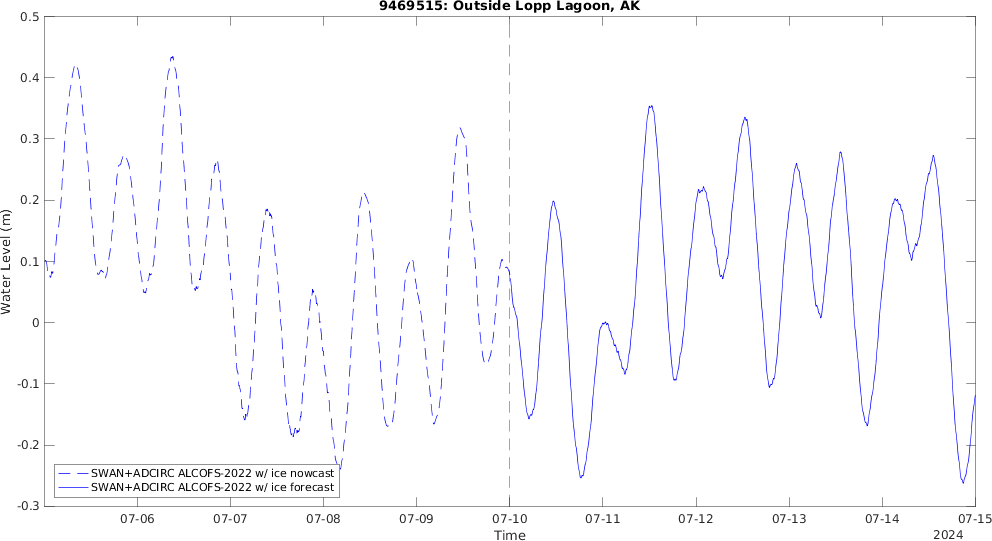 9469515: Outside Lopp Lagoon, AK
0.5
0.4
0.3
0.2
0.1
0
-0.1
-0.2
-0.3
Water Level (m)
SWAN+ADCIRC ALCOFS-2022 w/ ice nowcast
SWAN+ADCIRC ALCOFS-2022 w/ ice forecast
07-06 07-07 07-08 07-09 07-10 07-11 07-12 07-13 07-14 07-15
Time
2024